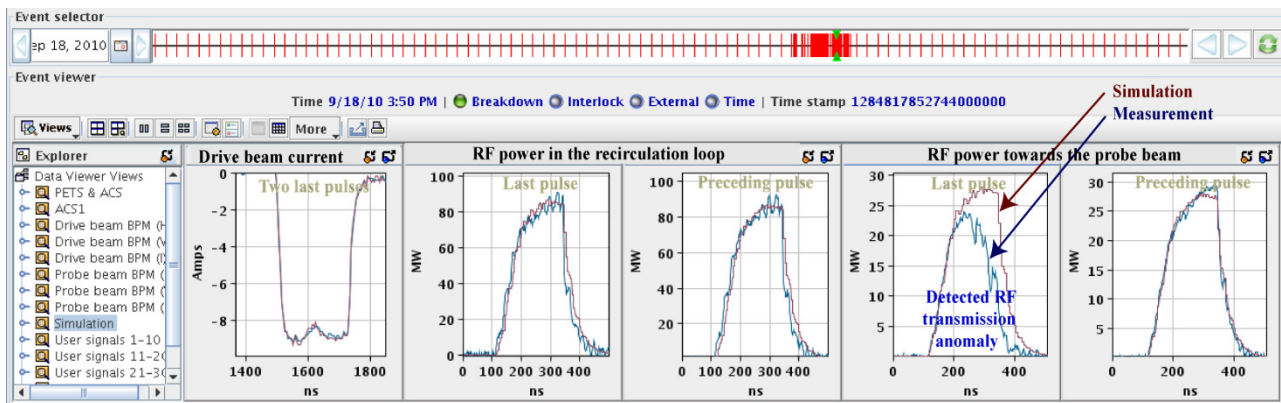 Event selector
ep 18, 2010
Event viewer
Time 9/18/10 3:50 PM | Breakdown Interlock External Time | Time stamp 1284817852744000000
Simulation
Measurement
Views More
Explorer
Data Viewer Views
PETS & ACS
ACS1
Drive beam BPM (H
Drive beam BPM (V
Drive beam BPM (I)
Probe beam BPM (
Probe beam BPM (
Probe beam BPM (
Simulation
User signals 1-10
User signals 11-20
User signals 21-30
Drive beam current
Two last pulses
0
-2
-4
-6
-8
Amps
1400 1600 1800
ns
RF power in the recirculation loop
Last pulse
100
80
60
40
20
0
MW
0 100 200 300 400
ns
Preceding pulse
100
80
60
40
20
MW
0 100 200 300 400
ns
RF power towards the probe beam
Last pulse
30
25
20
15
10
5
MW
Detected RF
transmission
anomaly
0 200 400
ns
Preceding pulse
30
25
20
15
10
5
MW
0 200 400
ns